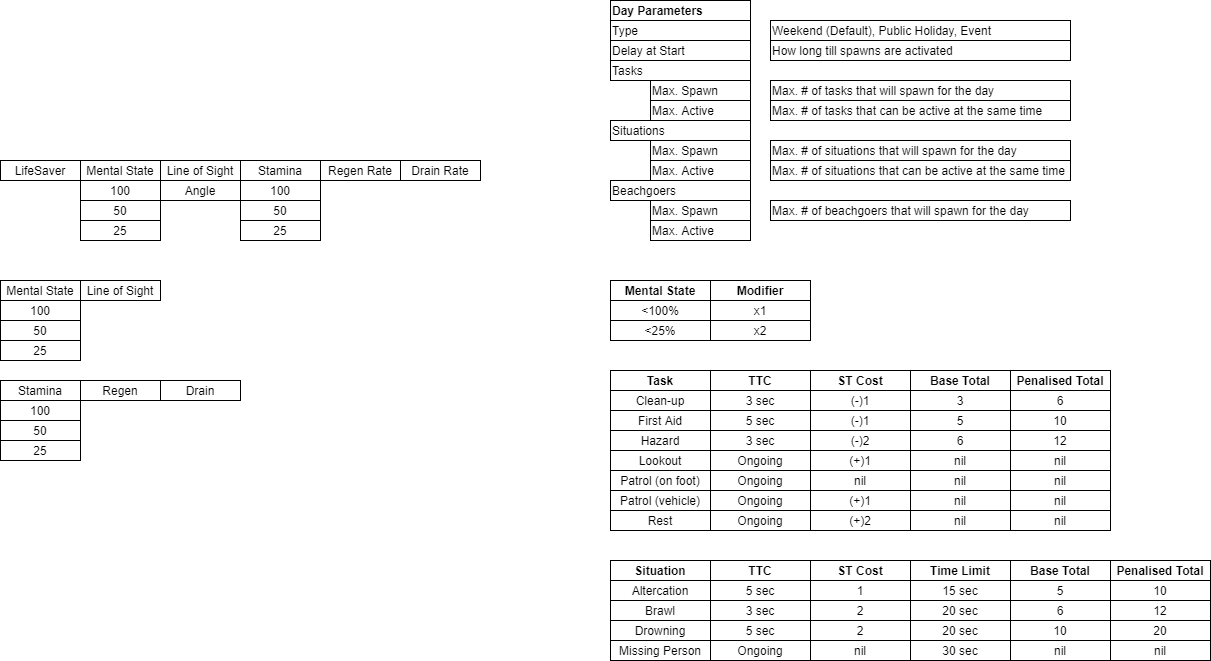 Day Parameters
Type Weekend (Default), Public Holiday, Event
Delay at Start How long till spawns are activated
Tasks
Max. Spawn Max. # of tasks that will spawn for the day
Max. Active Max. # of tasks that can be active at the same time
Situations
Max. Spawn Max. # of situations that will spawn for the day
Max. Active Max. # of situations that can be active at the same time
Beachgoers
Max. Spawn Max. # of beachgoers that will spawn for the day
Max. Active
LifeSaver Mental State Line of Sight Stamina Regen Rate Drain Rate
100 Angle 100
50 50
25 25
Mental State Line of Sight
100
50
25
Stamina Regen Drain
100
50
25
Mental State Modifier
<100% x1
<25% x2
Task TTC ST Cost Base Total Penalised Total
Clean-up 3 sec (-)1 3 6
First Aid 5 sec (-)1 5 10
Hazard 3 sec (-)2 6 12
Lookout Ongoing (+)1 nil nil
Patrol (on foot) Ongoing nil nil nil
Patrol (vehicle) Ongoing (+)1 nil nil
Rest Ongoing (+)2 nil nil
Situation TTC ST Cost Time Limit Base Total Penalised Total
Altercation 5 sec 1 15 sec 5 10
Brawl 3 sec 2 20 sec 6 12
Drowning 5 sec 2 20 sec 10 20
Missing Person Ongoing nil 30 sec nil nil